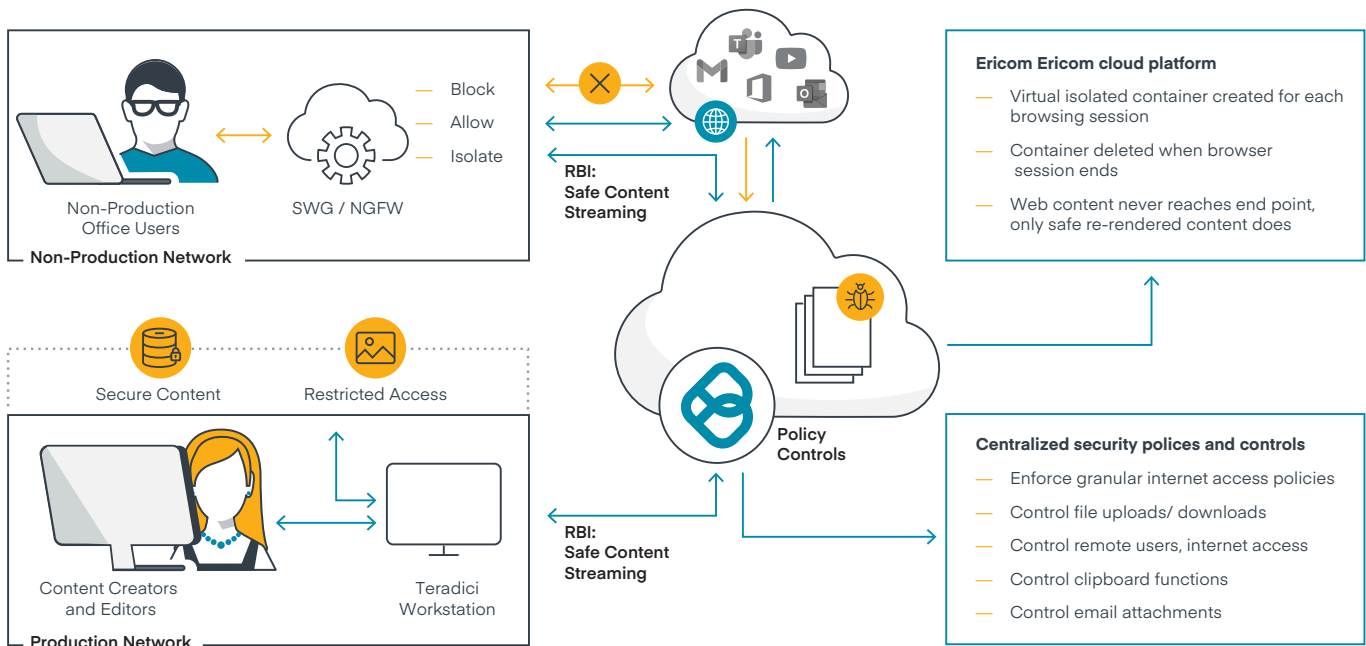 Block
Allow
Isolate
Non-Production
Office Users
SWG / NGFW
Non-Production Network
RBI:
Safe Content
Streaming
Ericom Ericom cloud platform
— Virtual isolated container created for each
browsing session
— Container deleted when browser
session ends
— Web content never reaches end point,
only safe re-rendered content does
Secure Content
Restricted Access
Content Creators
and Editors
Teradici
Workstation
Production Network
RBI:
Safe Content
Streaming
Policy
Controls
Centralized security polices and controls
— Enforce granular internet access policies
— Control file uploads/ downloads
— Control remote users, internet access
— Control clipboard functions
— Control email attachments